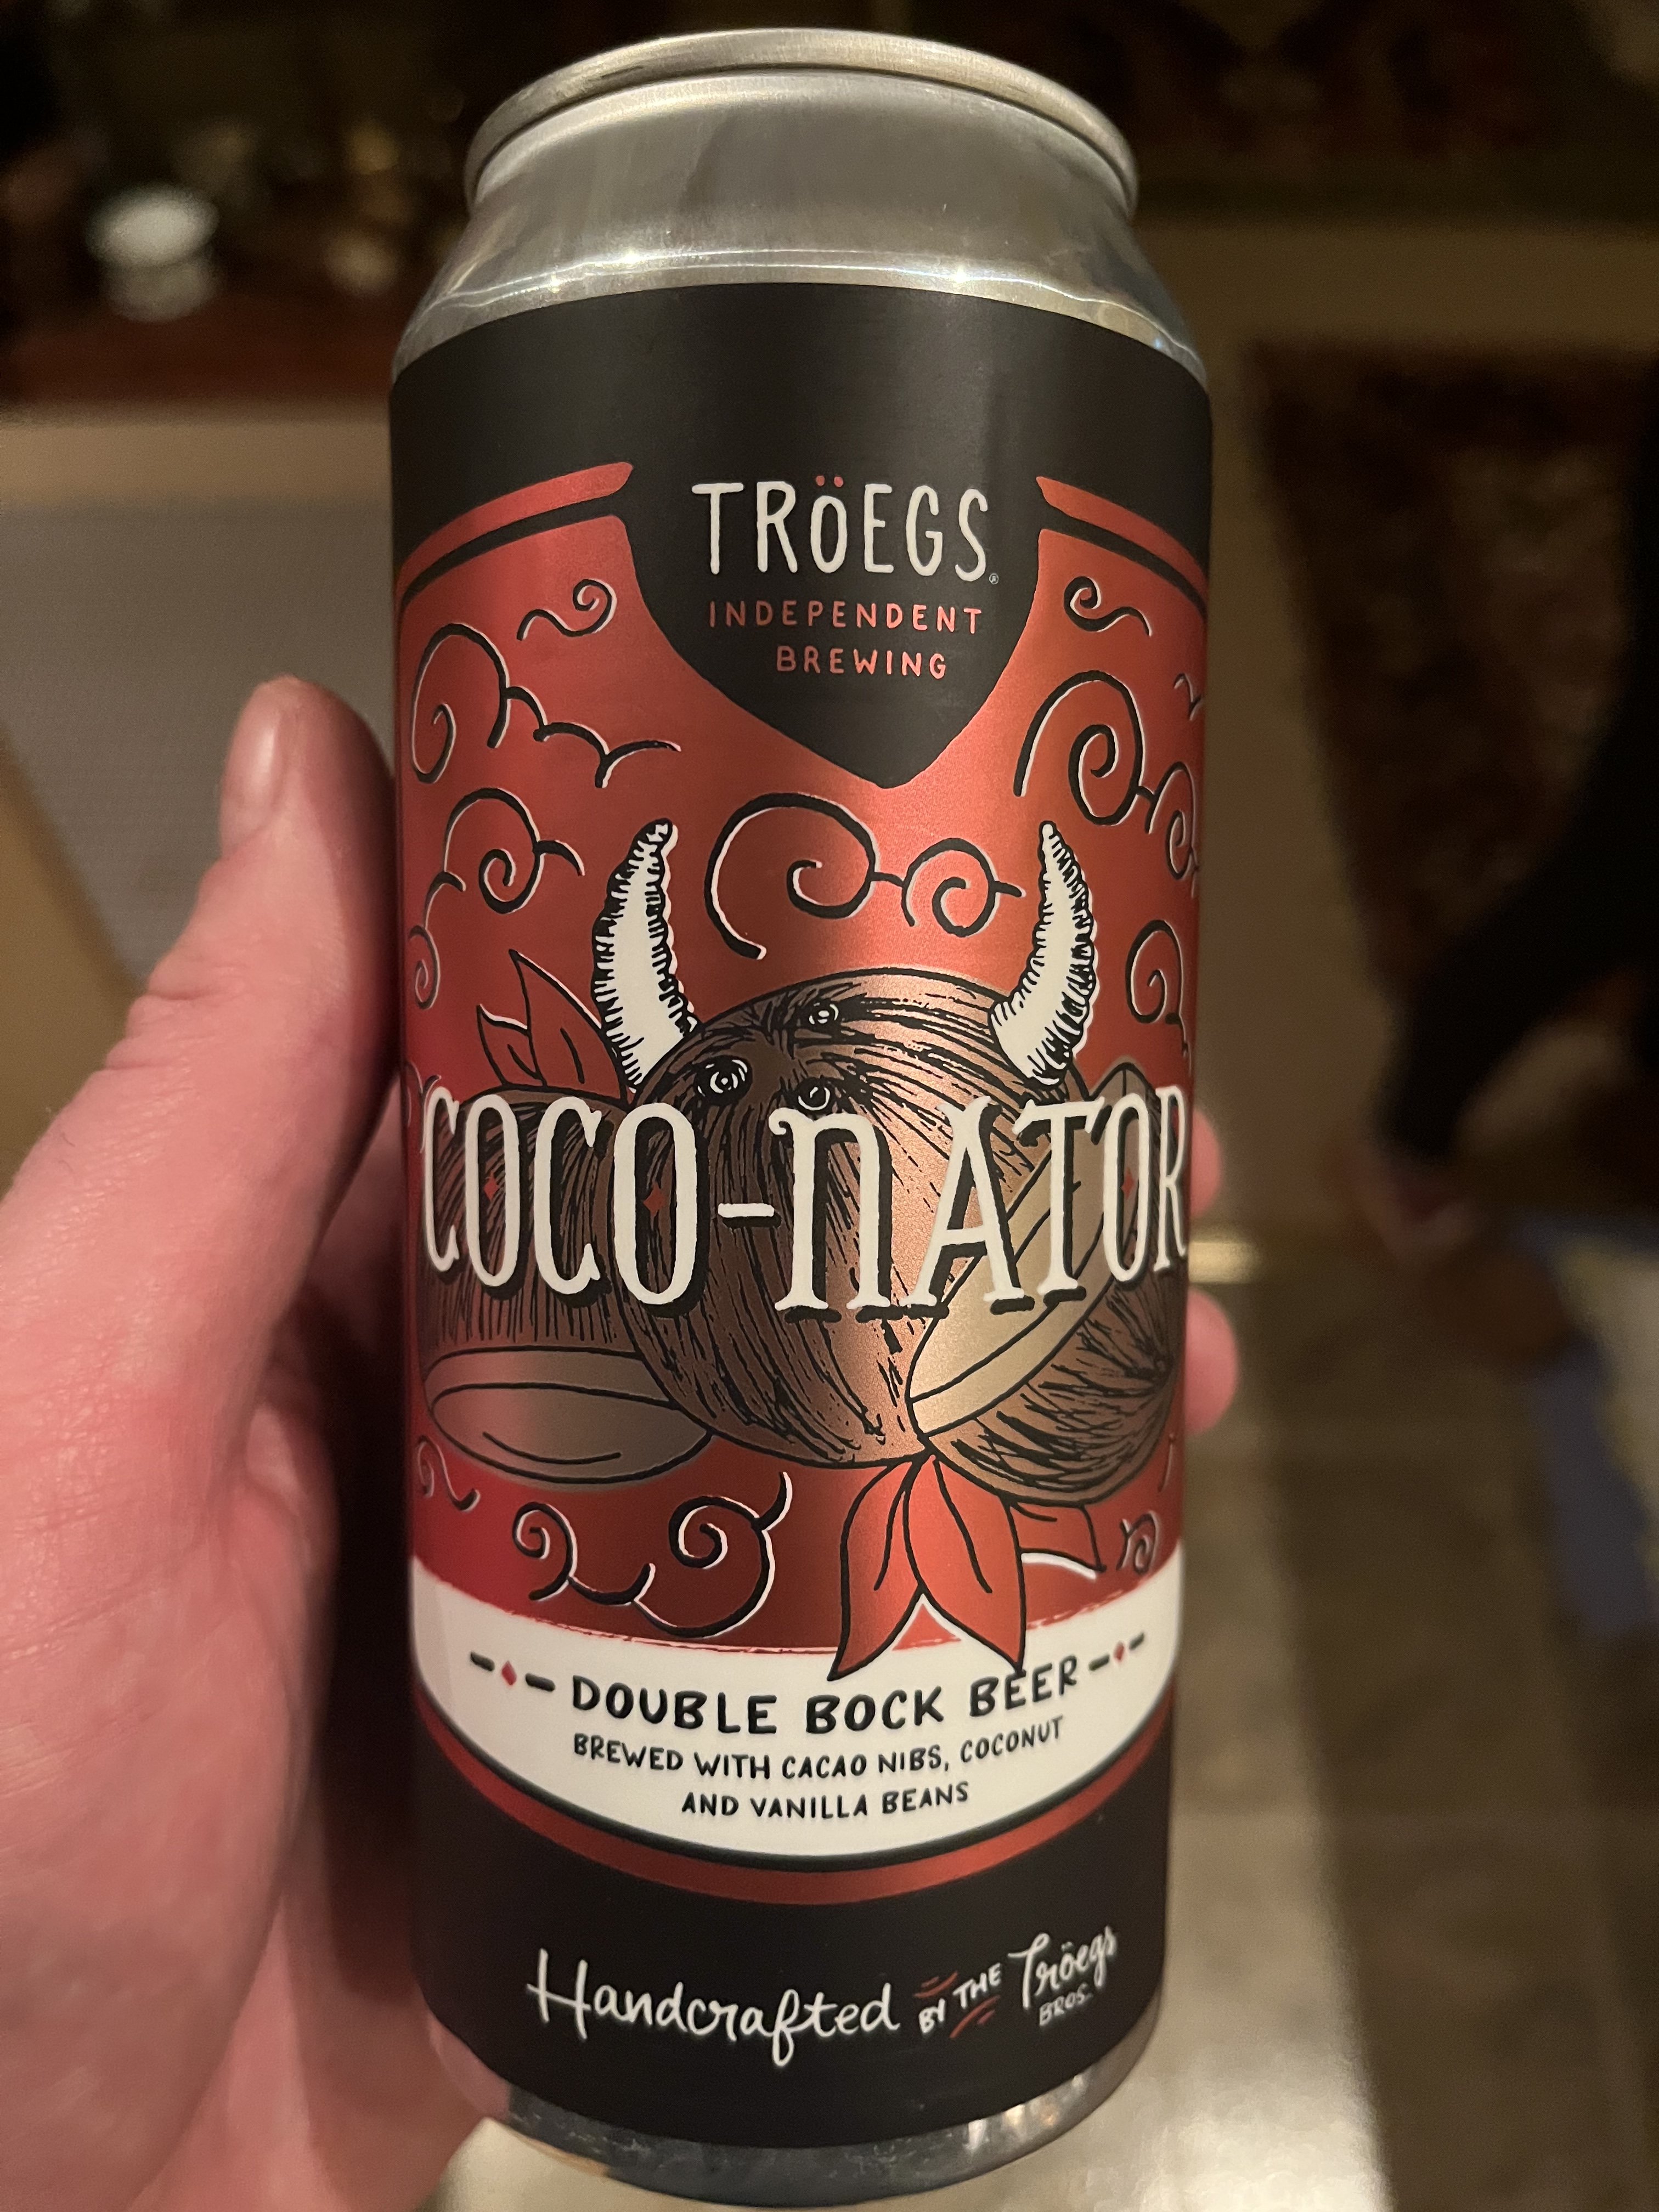 TRÖEGS®
INDEPENDENT
BREWING
COCO-NATOR
DOUBLE BOCK BEER
BREWED WITH CACAO NIBS, COCONUT
AND VANILLA BEANS
Handcrafted BY THE Tröegs
BROS.